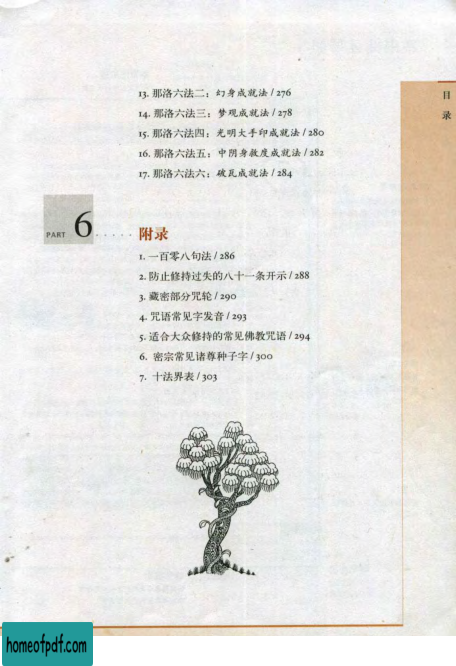 13. 那洛六法二：幻身成就法 / 276
14. 那洛六法三：梦观成就法 / 278
15. 那洛六法四：光明大手印成就法 / 280
16. 那洛六法五：中阴身救度成就法 / 282
17. 那洛六法六：破瓦成就法 / 284
目录
PART 6 ····· 附录
1. 一百零八句法 / 286
2. 防止修持过失的八十一条开示 / 288
3. 藏密部分咒轮 / 290
4. 咒语常见字发音 / 293
5. 适合大众修持的常见佛教咒语 / 294
6. 密宗常见诸尊种子字 / 300
7. 十法界表 / 303
homeofpdf.com